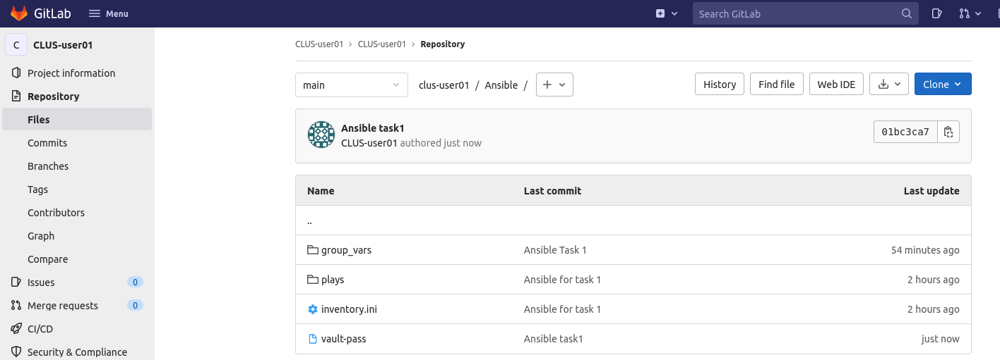 GitLab Menu Search GitLab
C CLUS-user01
Project information
Repository
Files
Commits
Branches
Tags
Contributors
Graph
Compare
Issues 0
Merge requests 0
CI/CD
Security & Compliance
CLUS-user01 › CLUS-user01 › Repository
main clus-user01 / Ansible / + History Find file Web IDE Clone
Ansible task1
CLUS-user01 authored just now
01bc3ca7
Name Last commit Last update
..
group_vars Ansible Task 1 54 minutes ago
plays Ansible for task 1 2 hours ago
inventory.ini Ansible for task 1 2 hours ago
vault-pass Ansible task1 just now